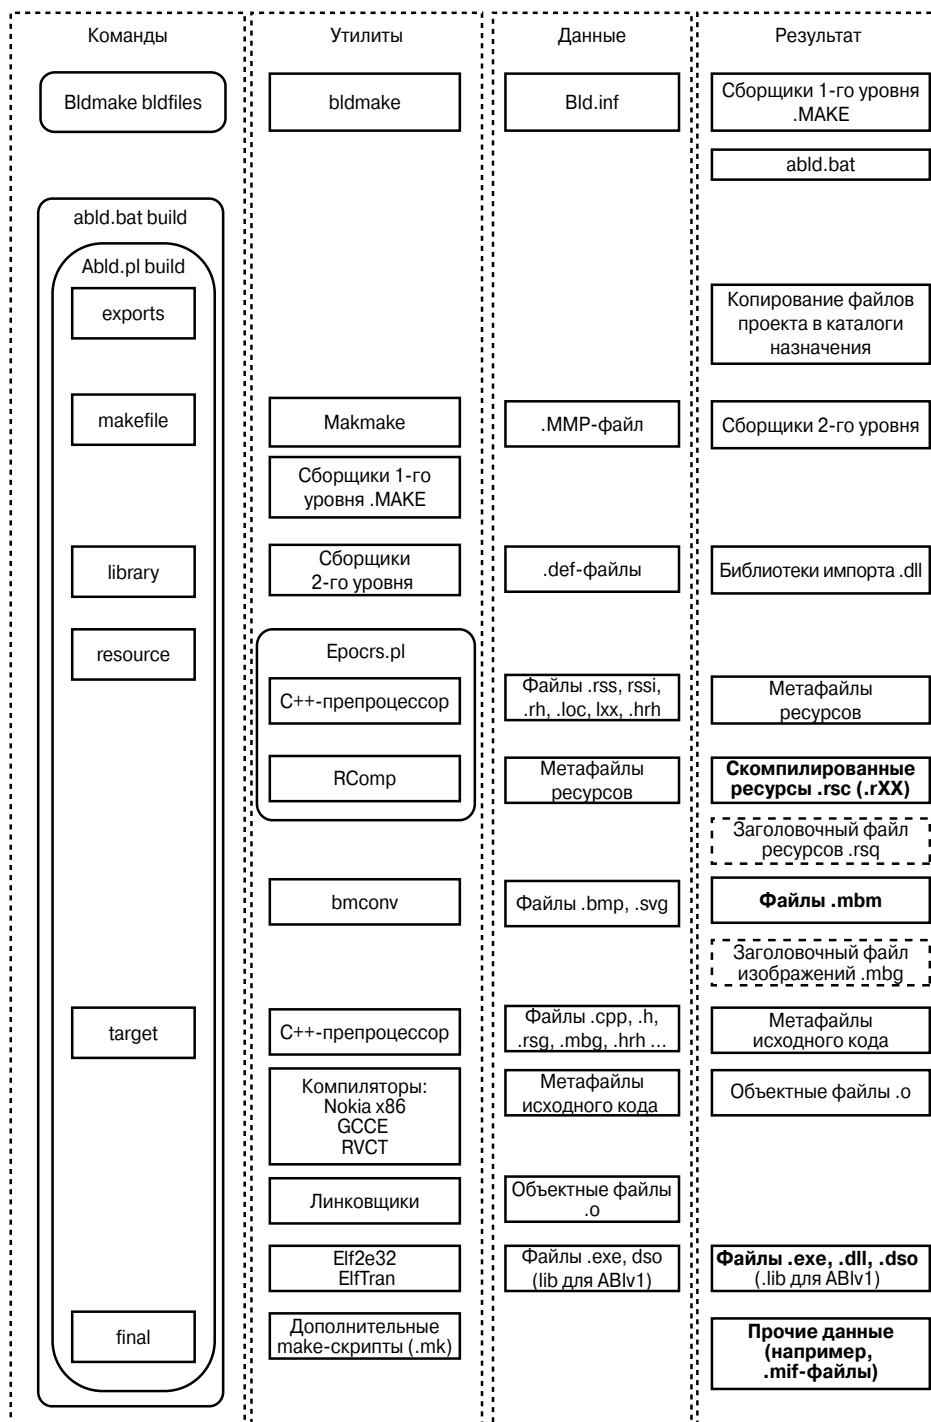 Команды
Утилиты
Данные
Результат
Bldmake bldfiles
bldmake
Bld.inf
Сборщики 1-го уровня
.MAKE
abld.bat
abld.bat build
Abld.pl build
exports
Копирование файлов
проекта в каталоги
назначения
makefile
Makmake
.MMP-файл
Сборщики 2-го уровня
Сборщики 1-го
уровня .MAKE
library
Сборщики
2-го уровня
.def-файлы
Библиотеки импорта .dll
resource
Epocrs.pl
C++-препроцессор
Файлы .rss, rssi,
.rh, .loc, lxx, .hrh
Метафайлы
ресурсов
RComp
Метафайлы
ресурсов
Скомпилированные
ресурсы .rsc (.rXX)
Заголовочный файл
ресурсов .rsq
bmconv
Файлы .bmp, .svg
Файлы .mbm
Заголовочный файл
изображений .mbg
target
C++-препроцессор
Файлы .cpp, .h,
.rsg, .mbg, .hrh ...
Метафайлы
исходного кода
Компиляторы:
Nokia x86
GCCE
RVCT
Метафайлы
исходного кода
Объектные файлы .o
Линковщики
Объектные файлы
.o
Elf2e32
ElfTran
Файлы .exe, dso
(lib для ABIv1)
Файлы .exe, .dll, .dso
(.lib для ABIv1)
final
Дополнительные
make-скрипты (.mk)
Прочие данные
(например,
.mif-файлы)